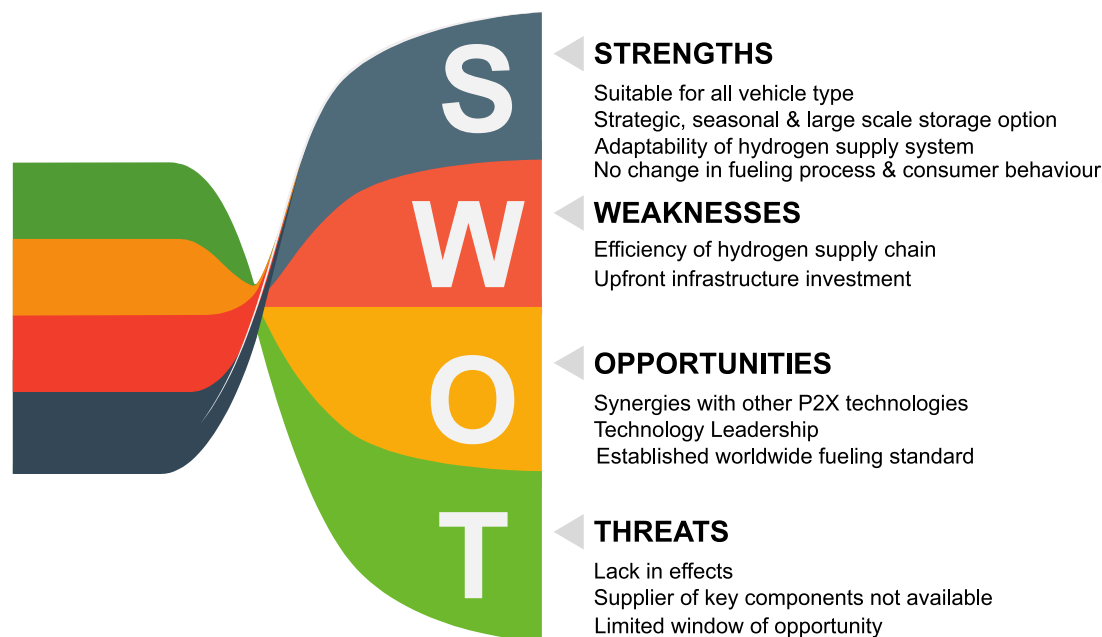 S
STRENGTHS
Suitable for all vehicle type
Strategic, seasonal & large scale storage option
Adaptability of hydrogen supply system
No change in fueling process & consumer behaviour
W
WEAKNESSES
Efficiency of hydrogen supply chain
Upfront infrastructure investment
O
OPPORTUNITIES
Synergies with other P2X technologies
Technology Leadership
Established worldwide fueling standard
T
THREATS
Lack in effects
Supplier of key components not available
Limited window of opportunity